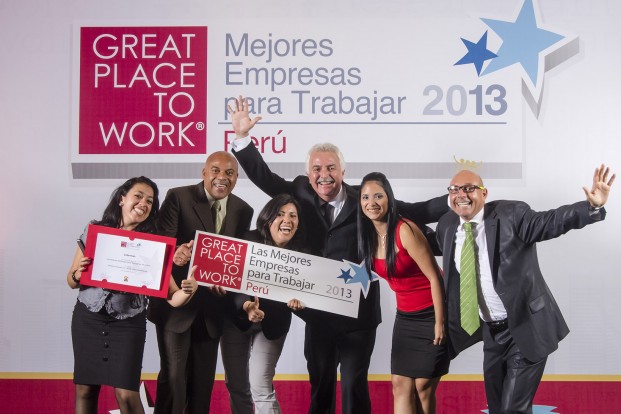 GREAT
PLACE
TO
WORK®
Mejores
Empresas
para Trabajar 2013
Perú
GREAT
PLACE
TO
WORK®
Las Mejores
Empresas
para Trabajar
Perú 2013